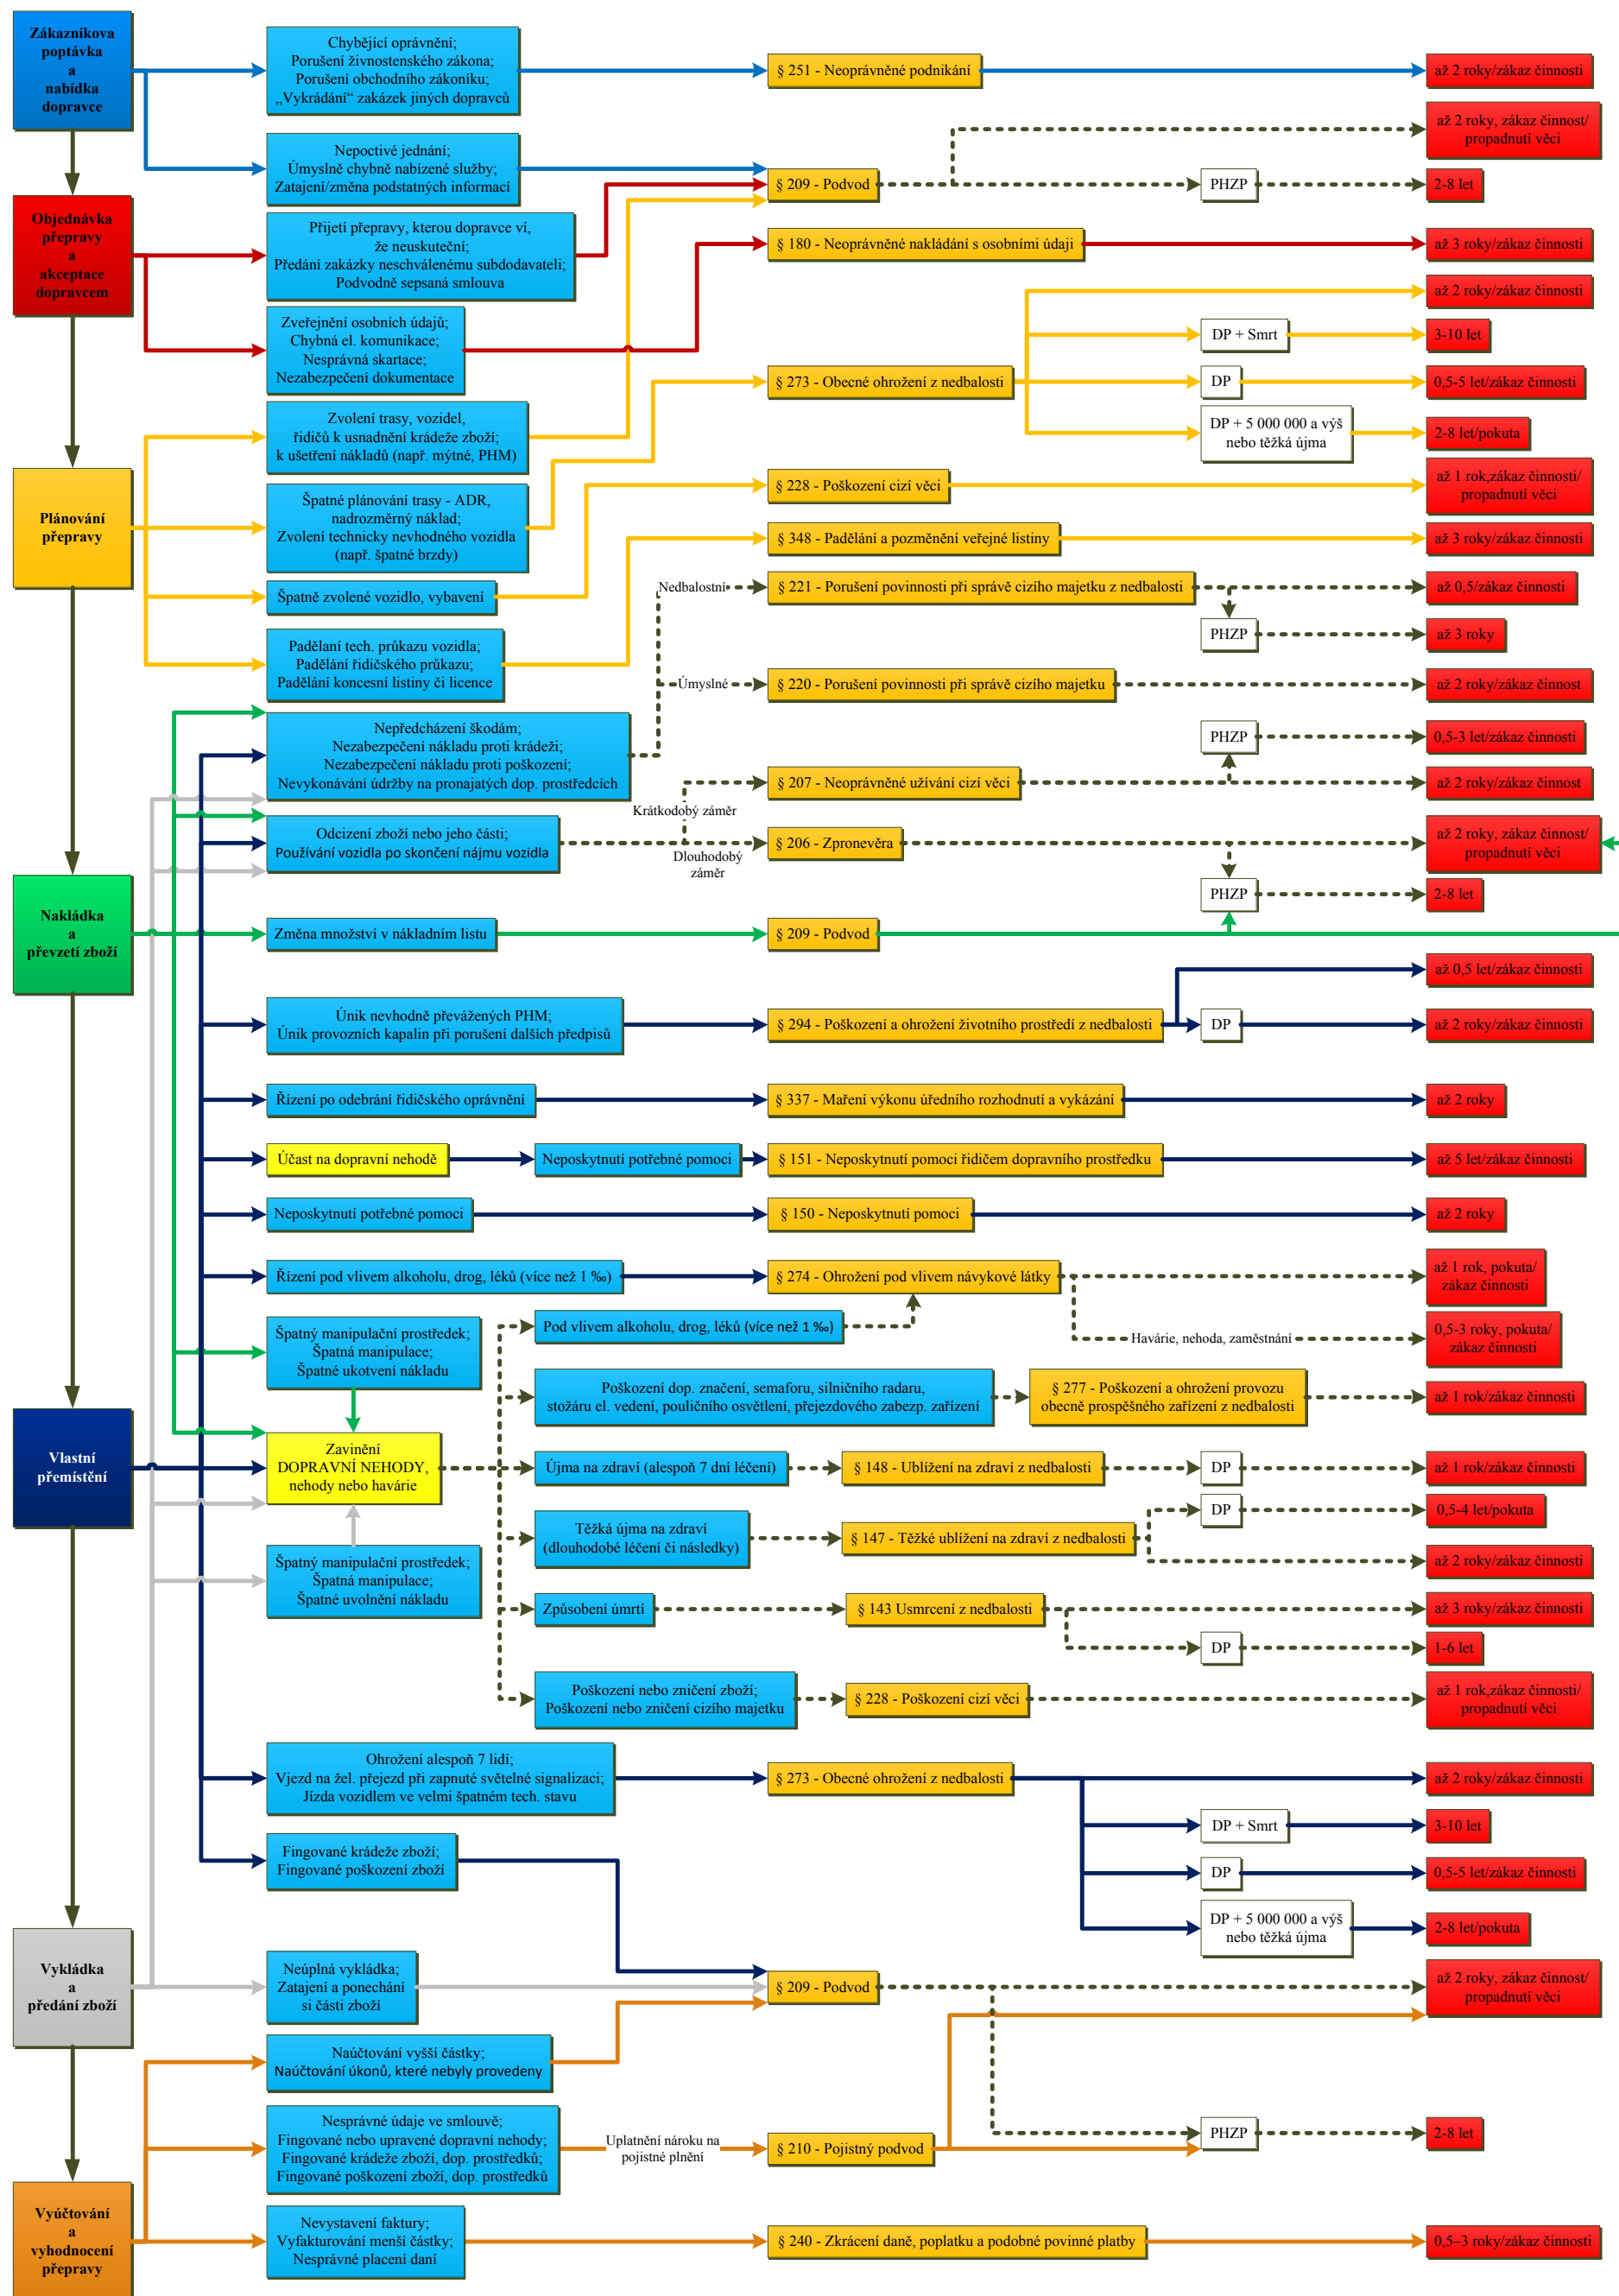 Zákazníkova
poptávka
a
nabídka
dopravce
Chybějící oprávnění;
Porušení živnostenského zákona;
Porušení obchodního zákoníku;
„Vykrádání“ zakázek jiných dopravců
§ 251 - Neoprávněné podnikání
až 2 roky/zákaz činnosti
Nepoctivé jednání;
Úmyslně chybně nabízené služby;
Zatajení/změna podstatných informací
§ 209 - Podvod
až 2 roky, zákaz činnost/
propadnutí věci
PHZP
2-8 let
Objednávka
přepravy
a
akceptace
dopravcem
Přijetí přepravy, kterou dopravce ví,
že neuskuteční;
Předání zakázky neschválenému subdodavateli;
Podvodně sepsaná smlouva
§ 180 - Neoprávněné nakládání s osobními údaji
až 3 roky/zákaz činnosti
Zveřejnění osobních údajů;
Chybná el. komunikace;
Nesprávná skartace;
Nezabezpečení dokumentace
až 2 roky/zákaz činnosti
DP + Smrt
3-10 let
§ 273 - Obecné ohrožení z nedbalosti
DP
0,5-5 let/zákaz činnosti
DP + 5 000 000 a výš
nebo těžká újma
2-8 let/pokuta
Plánování
přepravy
Zvolení trasy, vozidel,
řidičů k usnadnění krádeže zboží;
k ušetření nákladů (např. mýtné, PHM)
Špatné plánování trasy - ADR,
nadrozměrný náklad;
Zvolení technicky nevhodného vozidla
(např. špatné brzdy)
§ 228 - Poškození cizí věci
až 1 rok,zákaz činnosti/
propadnutí věci
§ 348 - Padělání a pozmění veřejné listiny
až 3 roky/zákaz činnosti
Špatně zvolené vozidlo, vybavení
Nedbalostní
§ 221 - Porušení povinnosti při správě cizího majetku z nedbalosti
až 0,5/zákaz činnosti
PHZP
až 3 roky
Padělaní tech. průkazu vozidla;
Padělání řidičského průkazu;
Padělání koncesní listiny či licence
Úmyslné
§ 220 - Porušení povinnosti při správě cizího majetku
až 2 roky/zákaz činnost
Nepředcházení škodám;
Nezabezpečení nákladu proti krádeži;
Nezabezpečení nákladu proti poškození;
Nevykonávání údržby na pronajatých dop. prostředcích
PHZP
0,5-3 let/zákaz činnosti
§ 207 - Neoprávněné užívání cizí věci
až 2 roky/zákaz činnost
Krátkodobý záměr
Odcizení zboží nebo jeho části;
Používání vozidla po skončení nájmu vozidla
Dlouhodobý
záměr
§ 206 - Zpronevěra
až 2 roky, zákaz činnost/
propadnutí věci
PHZP
2-8 let
Nakládka
a
převzetí zboží
Změna množství v nákladním listu
§ 209 - Podvod
až 0,5 let/zákaz činnosti
Únik nevhodně převážených PHM;
Únik provozních kapalin při porušení dalších předpisů
§ 294 - Poškození a ohrožení životního prostředí z nedbalosti
DP
až 2 roky/zákaz činnosti
Řízení po odebrání řidičského oprávnění
§ 337 - Maření výkonu úředního rozhodnutí a vykázání
až 2 roky
Účast na dopravní nehodě
Neposkytnutí potřebné pomoci
§ 151 - Neposkytnutí pomoci řidičem dopravního prostředku
až 5 let/zákaz činnosti
Neposkytnutí potřebné pomoci
§ 150 - Neposkytnutí pomoci
až 2 roky
Řízení pod vlivem alkoholu, drog, léků (více než 1 ‰)
§ 274 - Ohrožení pod vlivem návykové látky
až 1 rok, pokuta/
zákaz činnosti
Špatný manipulační prostředek;
Špatná manipulace;
Špatné ukotvení nákladu
Pod vlivem alkoholu, drog, léků (více než 1 ‰)
Havárie, nehoda, zaměstnání
0,5-3 roky, pokuta/
zákaz činnosti
Poškození dop. značení, semaforu, silničního radaru,
stožáru el. vedení, pouličního osvětlení, přejezdového zabezp. zařízení
§ 277 - Poškození a ohrožení provozu
obecně prospěšného zařízení z nedbalosti
až 1 rok/zákaz činnosti
Vlastní
přemístění
Zavinění
DOPRAVNÍ NEHODY,
nehody nebo havárie
Újma na zdraví (alespoň 7 dní léčení)
§ 148 - Ublížení na zdraví z nedbalosti
DP
až 1 rok/zákaz činnosti
Těžká újma na zdraví
(dlouhodobé léčení či následky)
§ 147 - Těžké ublížení na zdraví z nedbalosti
DP
0,5-4 let/pokuta
až 2 roky/zákaz činnosti
Špatný manipulační prostředek;
Špatná manipulace;
Špatné uvolnění nákladu
Způsobení úmrtí
§ 143 Usmrcení z nedbalosti
až 3 roky/zákaz činnosti
DP
1-6 let
Poškození nebo zničení zboží;
Poškození nebo zničení cizího majetku
§ 228 - Poškození cizí věci
až 1 rok,zákaz činnosti/
propadnutí věci
Ohrožení alespoň 7 lidí;
Vjezd na žel. přejezd při zapnuté světelné signalizaci;
Jízda vozidlem ve velmi špatném tech. stavu
§ 273 - Obecné ohrožení z nedbalosti
až 2 roky/zákaz činnosti
DP + Smrt
3-10 let
Fingované krádeže zboží;
Fingované poškození zboží
DP
0,5-5 let/zákaz činnosti
DP + 5 000 000 a výš
nebo těžká újma
2-8 let/pokuta
Vykládka
a
předání zboží
Neúplná vykládka;
Zatajení a ponechání
si části zboží
§ 209 - Podvod
až 2 roky, zákaz činnost/
propadnutí věci
Naúčtování vyšší částky;
Naúčtování úkonů, které nebyly provedeny
Nesprávné údaje ve smlouvě;
Fingované nebo upravené dopravní nehody;
Fingované krádeže zboží, dop. prostředků;
Fingované poškození zboží, dop. prostředků
Uplatnění nároku na
pojistné plnění
§ 210 - Pojistný podvod
PHZP
2-8 let
Vyúčtování
a
vyhodnocení
přepravy
Nevystavení faktury;
Vyfakturování menší částky;
Nesprávné placení daní
§ 240 - Zkrácení daně, poplatku a podobné povinné platby
0,5–3 roky/zákaz činnosti